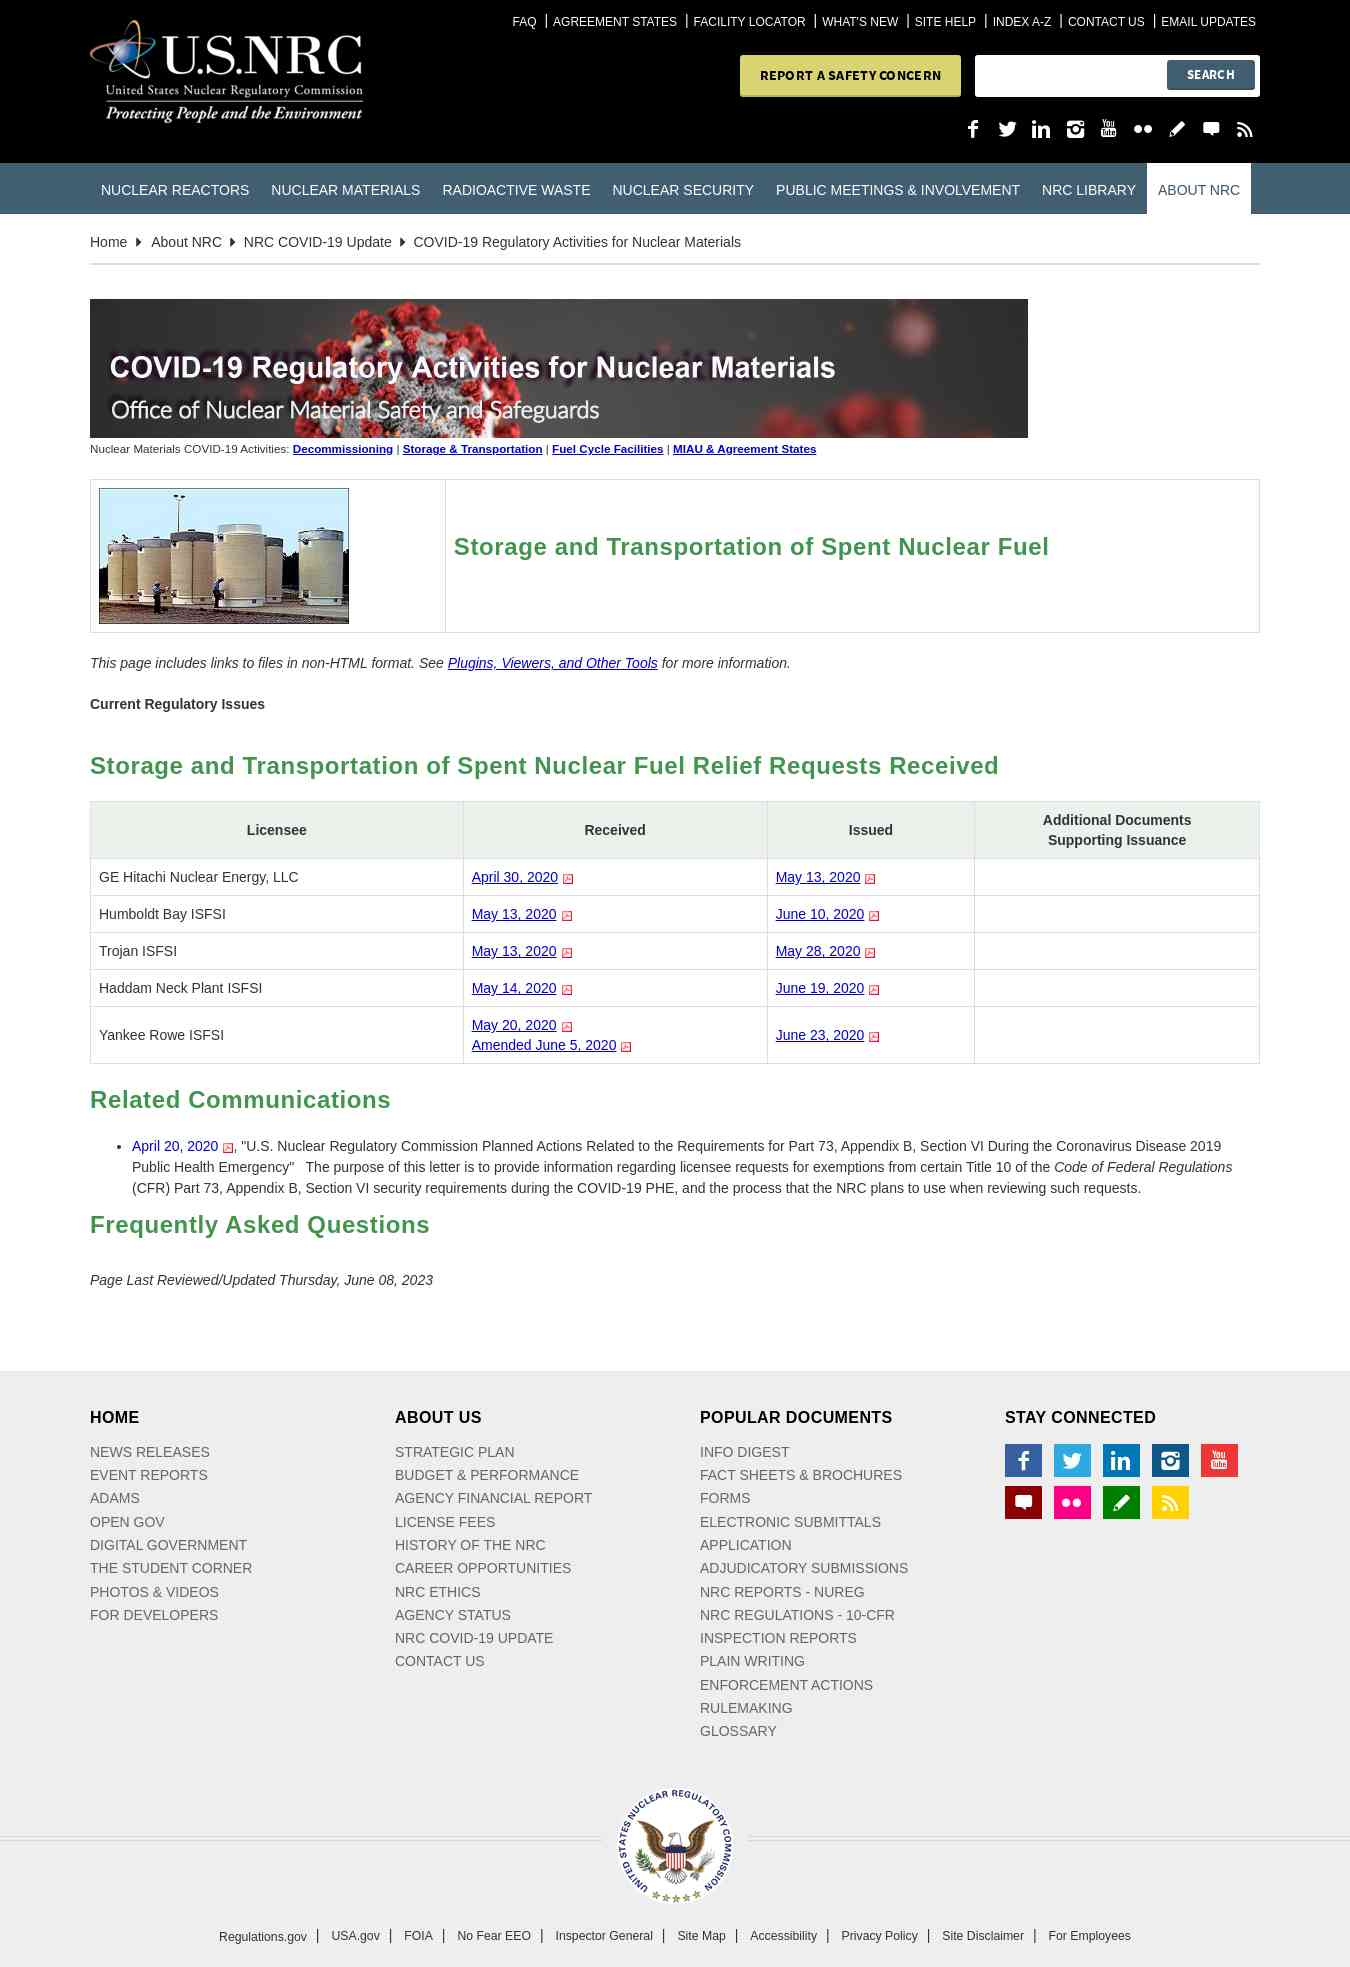 FAQ | AGREEMENT STATES | FACILITY LOCATOR | WHAT'S NEW | SITE HELP | INDEX A-Z | CONTACT US | EMAIL UPDATES
U.S.NRC
United States Nuclear Regulatory Commission
Protecting People and the Environment
REPORT A SAFETY CONCERN
SEARCH
NUCLEAR REACTORS NUCLEAR MATERIALS RADIOACTIVE WASTE NUCLEAR SECURITY PUBLIC MEETINGS & INVOLVEMENT NRC LIBRARY ABOUT NRC
Home About NRC NRC COVID-19 Update COVID-19 Regulatory Activities for Nuclear Materials
COVID-19 Regulatory Activities for Nuclear Materials
Office of Nuclear Material Safety and Safeguards
Nuclear Materials COVID-19 Activities: Decommissioning | Storage & Transportation | Fuel Cycle Facilities | MIAU & Agreement States
Storage and Transportation of Spent Nuclear Fuel
This page includes links to files in non-HTML format. See Plugins, Viewers, and Other Tools for more information.
Current Regulatory Issues
Storage and Transportation of Spent Nuclear Fuel Relief Requests Received
Licensee Received Issued Additional Documents
Supporting Issuance
GE Hitachi Nuclear Energy, LLC April 30, 2020 May 13, 2020
Humboldt Bay ISFSI May 13, 2020 June 10, 2020
Trojan ISFSI May 13, 2020 May 28, 2020
Haddam Neck Plant ISFSI May 14, 2020 June 19, 2020
Yankee Rowe ISFSI May 20, 2020
Amended June 5, 2020 June 23, 2020
Related Communications
• April 20, 2020 , "U.S. Nuclear Regulatory Commission Planned Actions Related to the Requirements for Part 73, Appendix B, Section VI During the Coronavirus Disease 2019
Public Health Emergency" The purpose of this letter is to provide information regarding licensee requests for exemptions from certain Title 10 of the Code of Federal Regulations
(CFR) Part 73, Appendix B, Section VI security requirements during the COVID-19 PHE, and the process that the NRC plans to use when reviewing such requests.
Frequently Asked Questions
Page Last Reviewed/Updated Thursday, June 08, 2023
HOME
NEWS RELEASES
EVENT REPORTS
ADAMS
OPEN GOV
DIGITAL GOVERNMENT
THE STUDENT CORNER
PHOTOS & VIDEOS
FOR DEVELOPERS
ABOUT US
STRATEGIC PLAN
BUDGET & PERFORMANCE
AGENCY FINANCIAL REPORT
LICENSE FEES
HISTORY OF THE NRC
CAREER OPPORTUNITIES
NRC ETHICS
AGENCY STATUS
NRC COVID-19 UPDATE
CONTACT US
POPULAR DOCUMENTS
INFO DIGEST
FACT SHEETS & BROCHURES
FORMS
ELECTRONIC SUBMITTALS
APPLICATION
ADJUDICATORY SUBMISSIONS
NRC REPORTS - NUREG
NRC REGULATIONS - 10-CFR
INSPECTION REPORTS
PLAIN WRITING
ENFORCEMENT ACTIONS
RULEMAKING
GLOSSARY
STAY CONNECTED
UNITED STATES NUCLEAR REGULATORY COMMISSION
Regulations.gov | USA.gov | FOIA | No Fear EEO | Inspector General | Site Map | Accessibility | Privacy Policy | Site Disclaimer | For Employees